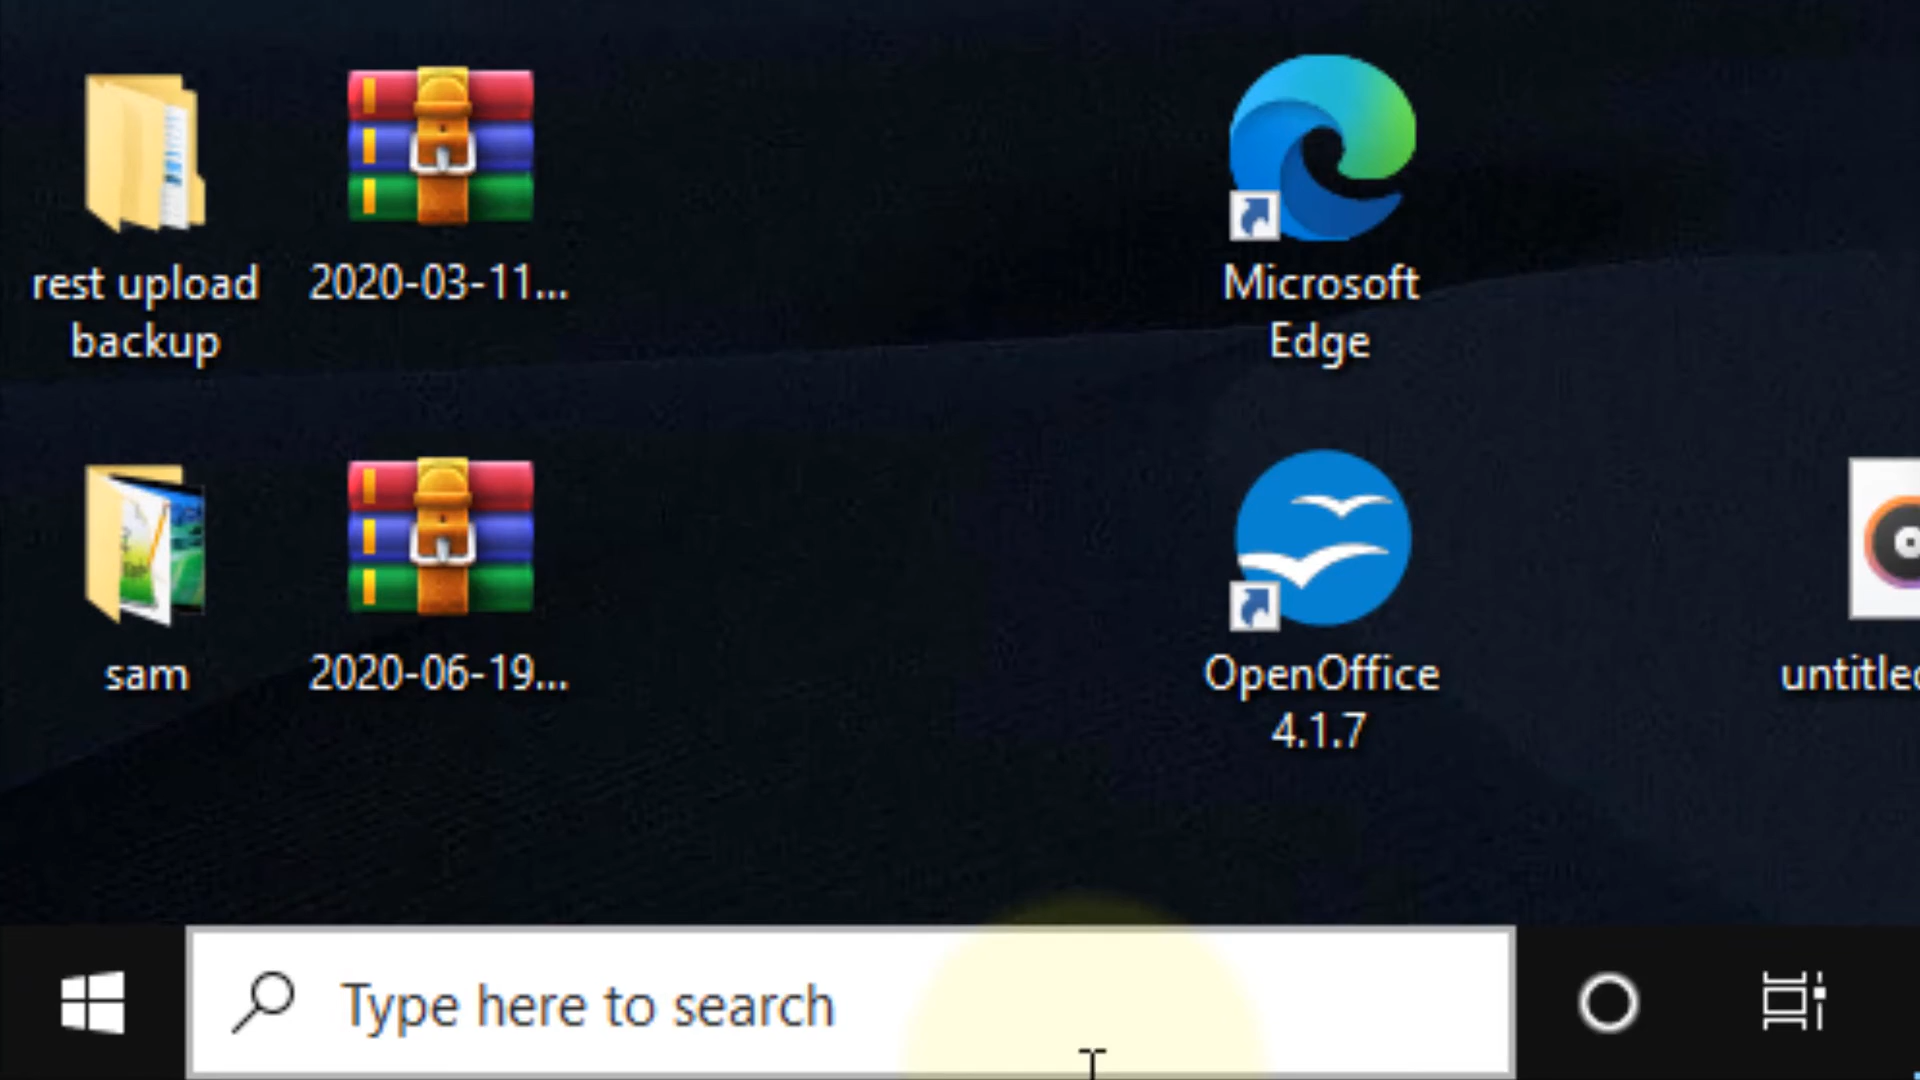 rest upload
backup
2020-03-11...
Microsoft
Edge
sam
2020-06-19...
OpenOffice
4.1.7
untitled
Type here to search